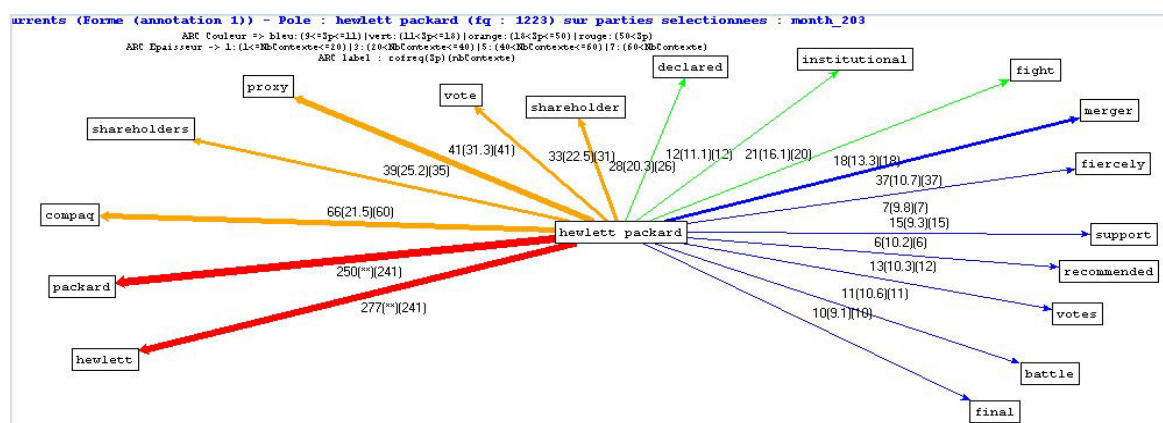 urrents (Forme (annotation 1)) - Pole : hewlett packard (fq : 1223) sur parties selectionnees : month_203
ARC Couleur => bleu:(9<=Sp<=11)|vert:(11<Sp<=18)|orange:(18<Sp<=50)|rouge:(50<Sp)
ARC Epaisseur -> 1:(1<=NbContexte<=20)|3:(20<NbContexte<=40)|5:(40<NbContexte<=60)|7:(60<NbContexte)
ARC label : cofreq(Sp)(nbContexte)
institutional
declared
fight
proxy
vote
shareholder
merger
shareholders
41(31.3)(41)
33(22.5)(31)
28(20.3)(26)
12(11.1)(12)
21(16.1)(20)
18(13.3)(18)
fiercely
39(25.2)(35)
37(10.7)(37)
compaq
66(21.5)(60)
7(9.8)(7)
hewlett packard
15(9.3)(15)
support
6(10.2)(6)
recommended
packard
250(**)(241)
13(10.3)(12)
277(**)(241)
11(10.6)(11)
votes
10(9.1)(10)
hewlett
battle
final